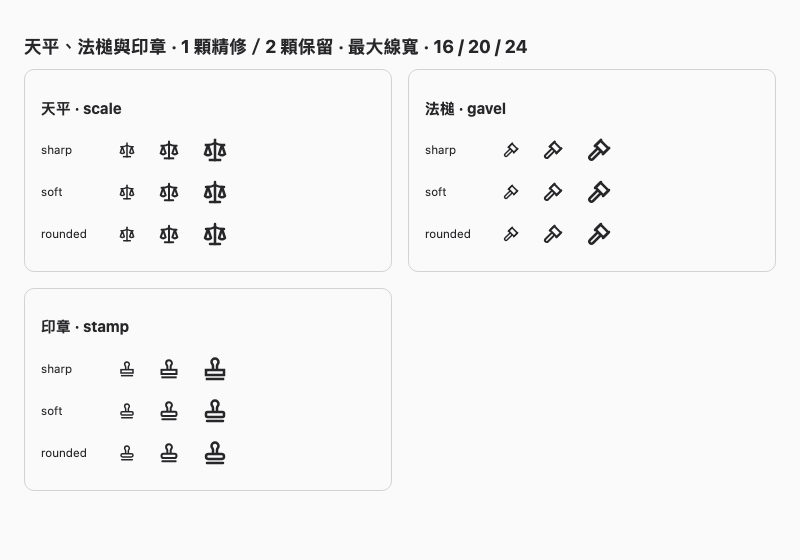 天平、法槌與印章 · 1 顆精修 / 2 顆保留 · 最大線寬 · 16 / 20 / 24
天平 · scale
sharp
soft
rounded
法槌 · gavel
sharp
soft
rounded
印章 · stamp
sharp
soft
rounded